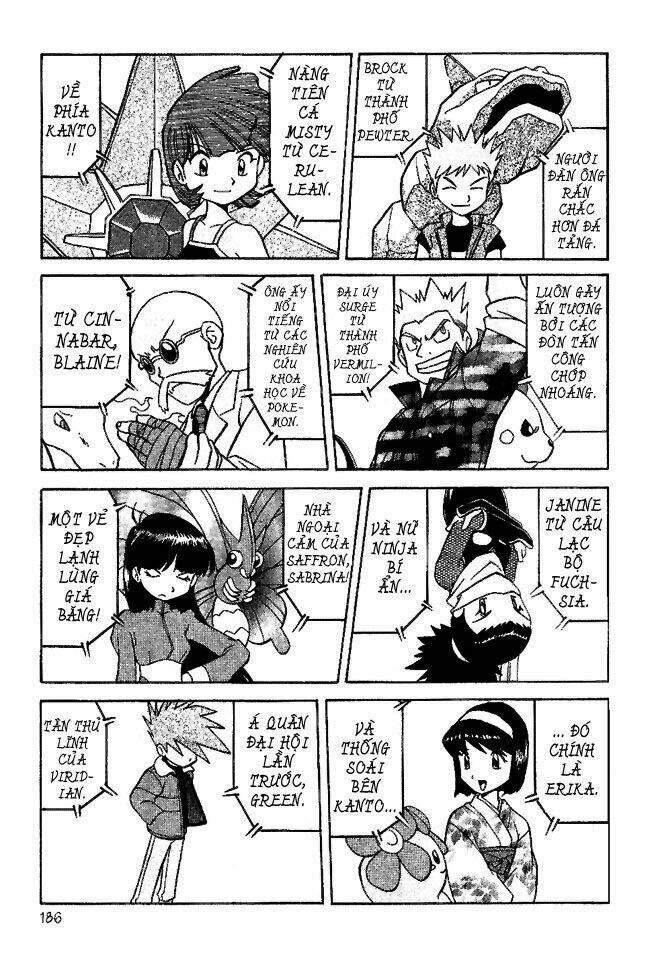 VỀ
PHÍA
KANTO
!!
NÀNG
TIÊN
CÁ
MISTY
TỪ CE-
RU-
LEAN.
BROCK
TỪ
THÀNH
PHỐ
PEWTER.
NGƯỜI
ĐÀN ÔNG
RẮN
CHẮC
HƠN ĐÁ
TẢNG.
TỪ CIN-
NABAR,
BLAINE!
ÔNG ẤY
NỔI
TIẾNG
TỪ CÁC
NGHIÊN
CỨU
KHOA
HỌC VỀ
POKE-
MON.
ĐẠI ÚY
SURGE
TỪ
THÀNH
PHỐ
VERMIL-
ION!
LUÔN GÂY
ẤN TƯỢNG
BỞI CÁC
ĐÒN TẤN
CÔNG
CHỚP
NHOÁNG.
MỘT VẺ
ĐẸP
LẠNH
LÙNG
GIÁ
BĂNG!
NHÀ
NGOẠI
CẢM CỦA
SAFFRON,
SABRINA!
VÀ NỮ
NINJA
BÍ
ẨN...
JANINE
TỪ CÂU
LẠC
BỘ
FUCH-
SIA.
TÂN THỦ
LĨNH
CỦA
VIRID-
IAN.
Á QUÂN
ĐẠI HỘI
LẦN
TRƯỚC,
GREEN.
VÀ
THỐNG
SOÁI
BÊN
KANTO...
... ĐÓ
CHÍNH
LÀ
ERIKA.
186